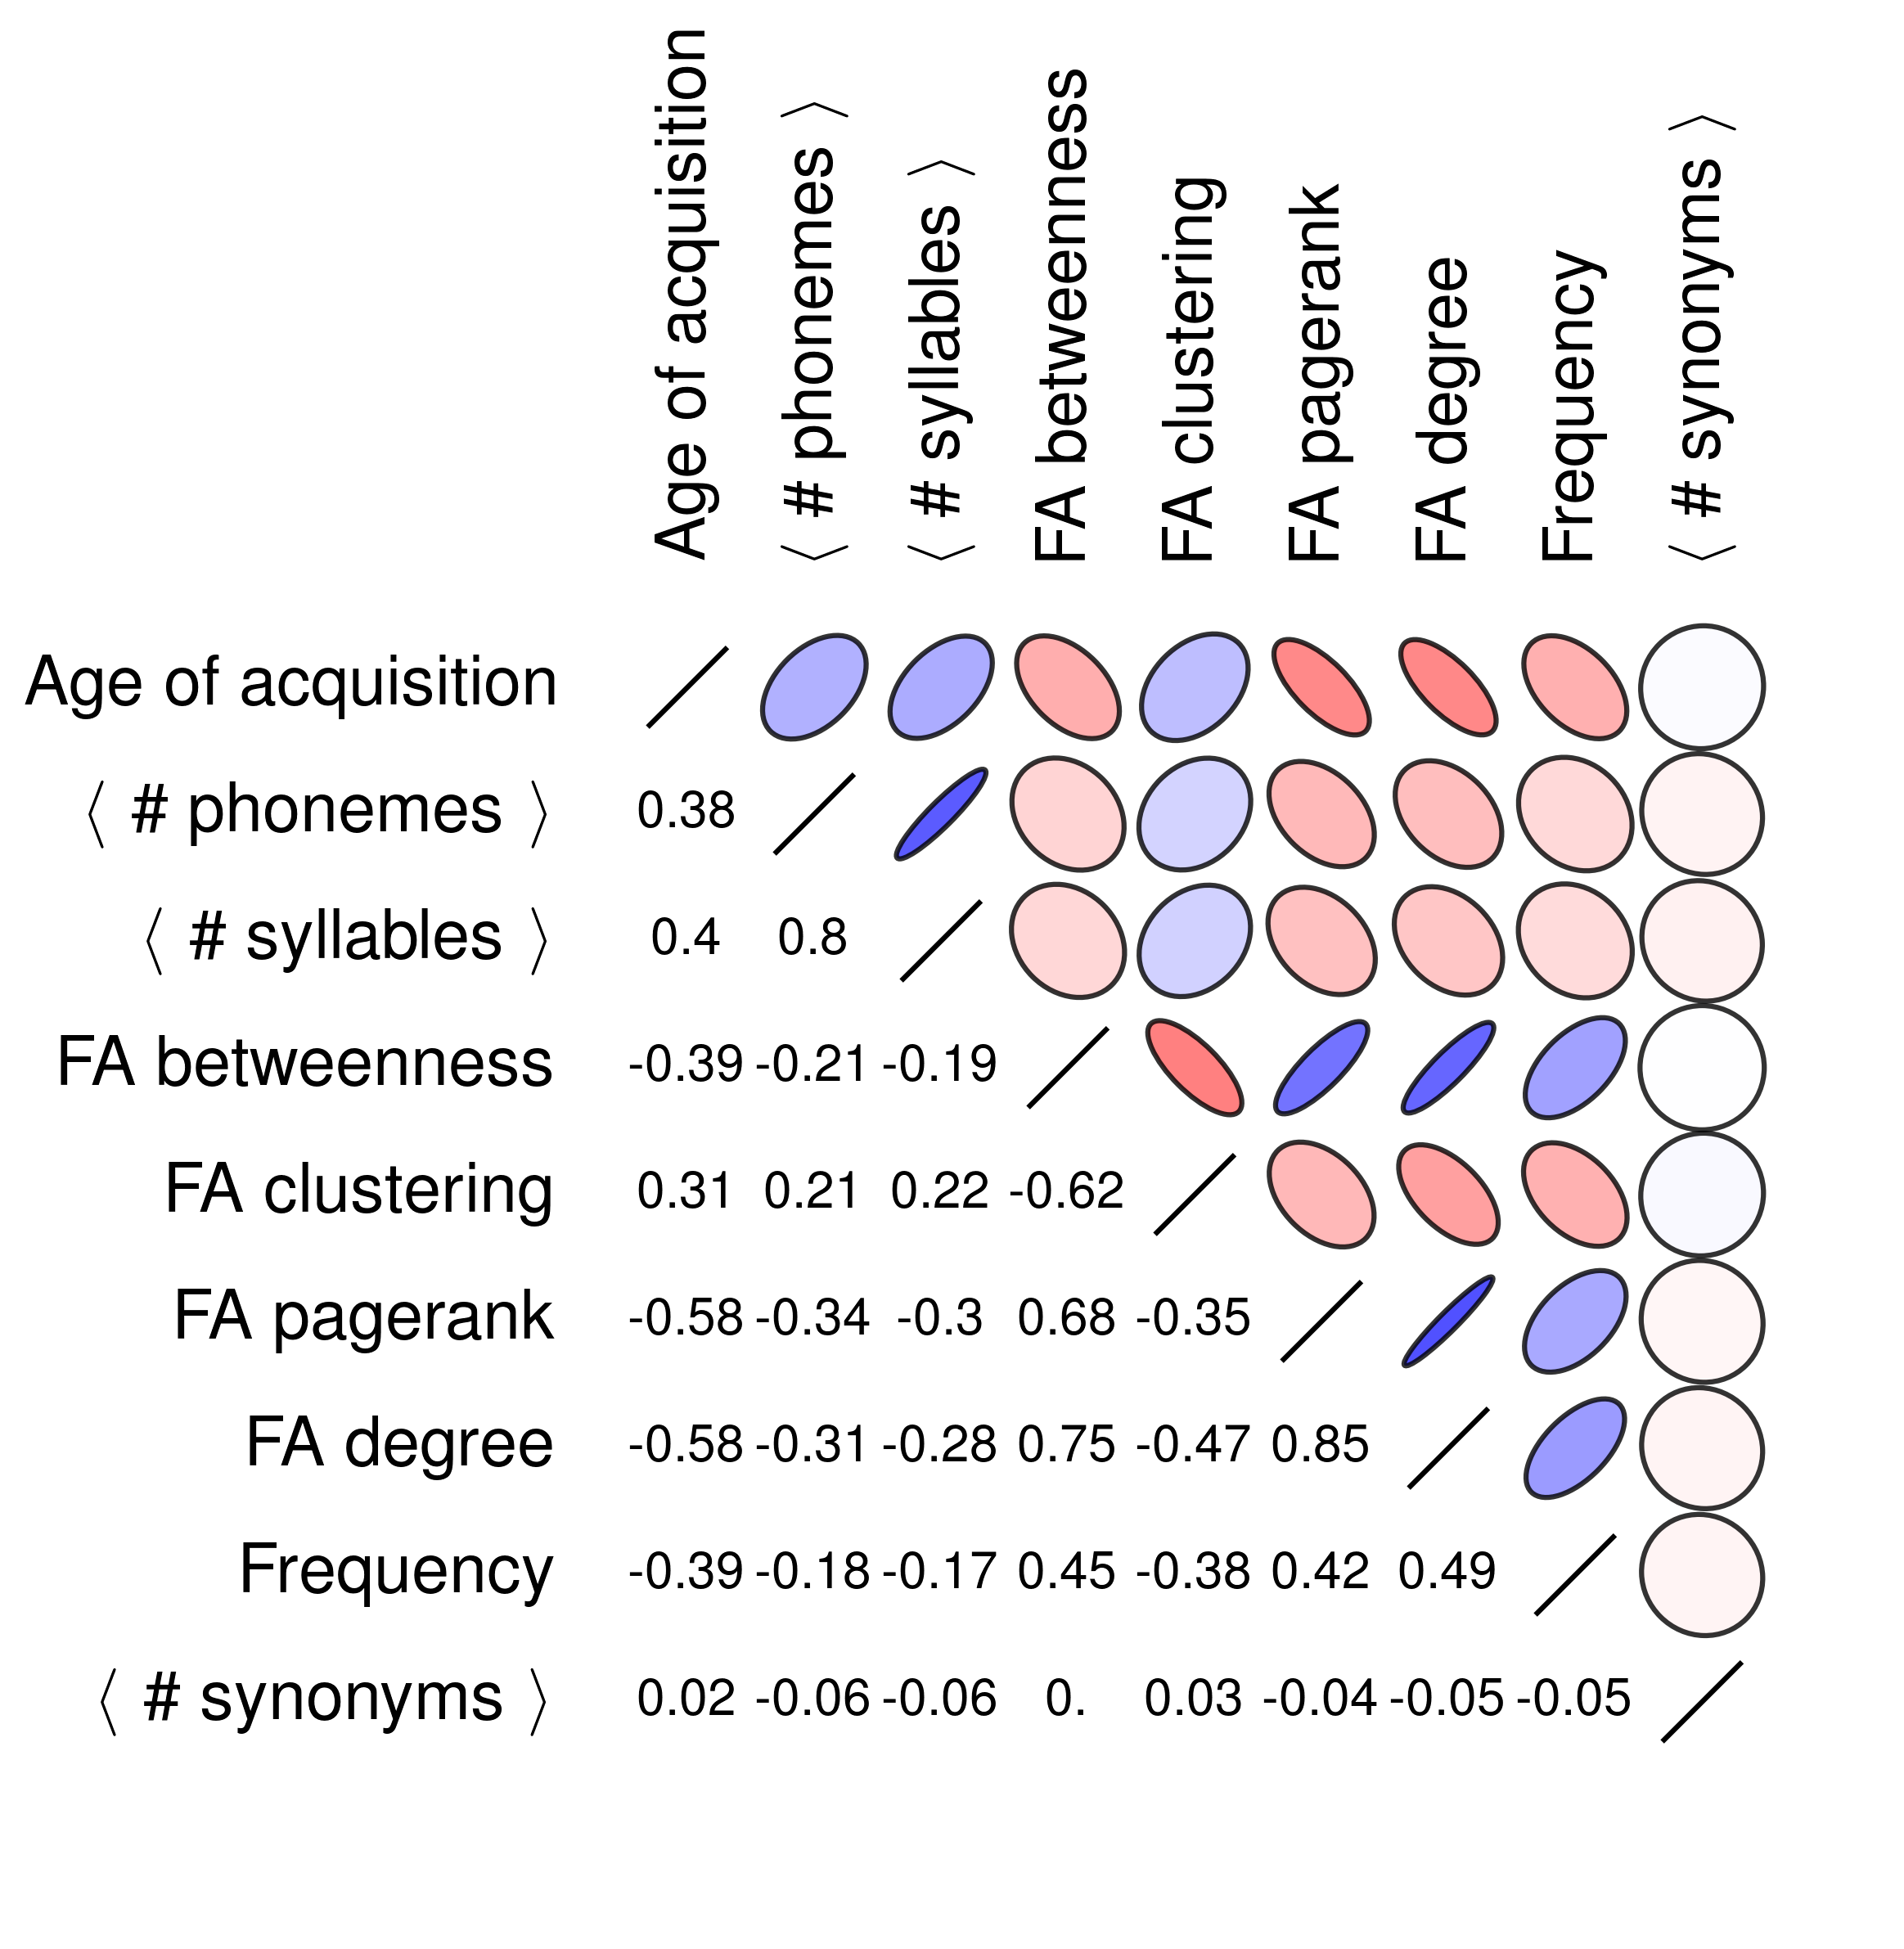 Age of acquisition
〈 # phonemes 〉
〈 # syllables 〉
FA betweenness
FA clustering
FA pagerank
FA degree
Frequency
〈 # synonyms 〉
Age of acquisition
〈 # phonemes 〉 0.38
〈 # syllables 〉 0.4 0.8
FA betweenness -0.39 -0.21 -0.19
FA clustering 0.31 0.21 0.22 -0.62
FA pagerank -0.58 -0.34 -0.3 0.68 -0.35
FA degree -0.58 -0.31 -0.28 0.75 -0.47 0.85
Frequency -0.39 -0.18 -0.17 0.45 -0.38 0.42 0.49
〈 # synonyms 〉 0.02 -0.06 -0.06 0. 0.03 -0.04 -0.05 -0.05